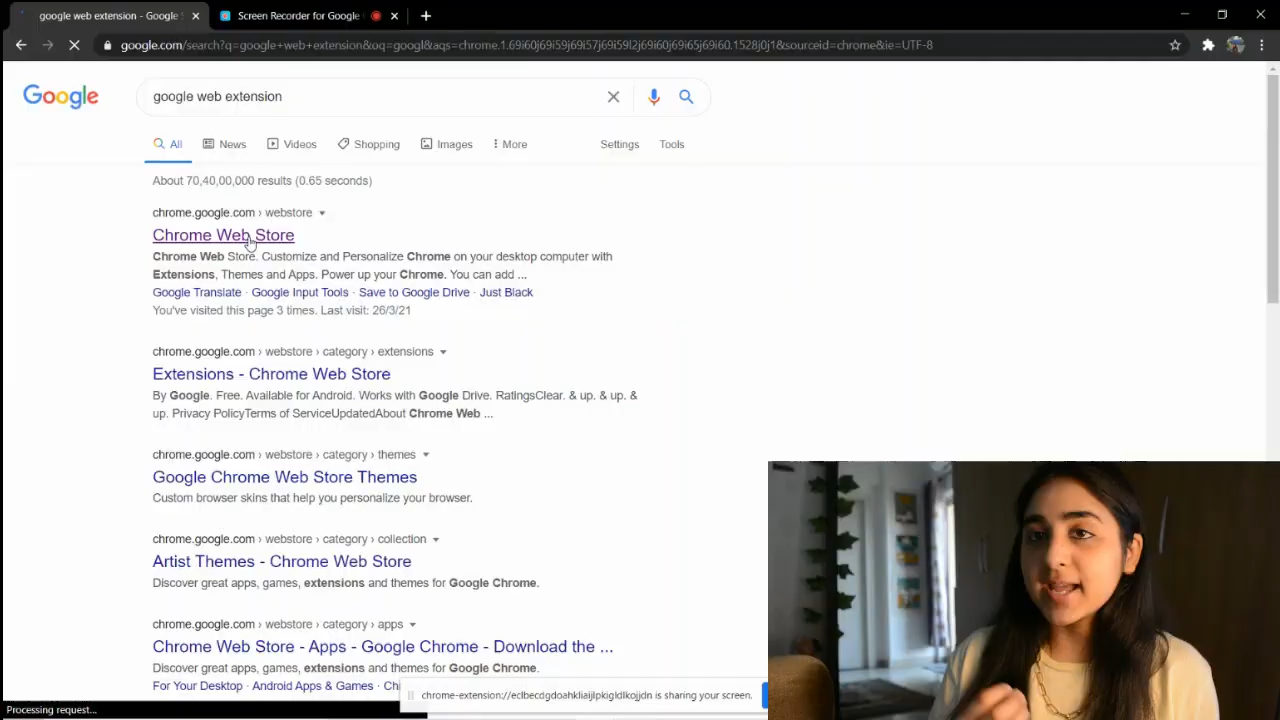 google web extension - Google S
Screen Recorder for Google
google.com/search?q=google+web+extension&oq=googl&aqs=chrome.1.69i60j69i59j69i57j69i59l2j69i60j69i65j69i60.1528j0j1&sourceid=chrome&ie=UTF-8
Google
google web extension
All News Videos Shopping Images More Settings Tools
About 70,40,00,000 results (0.65 seconds)
chrome.google.com › webstore
Chrome Web Store
Chrome Web Store. Customize and Personalize Chrome on your desktop computer with
Extensions, Themes and Apps. Power up your Chrome. You can add ...
Google Translate · Google Input Tools · Save to Google Drive · Just Black
You've visited this page 3 times. Last visit: 26/3/21
chrome.google.com › webstore › category › extensions
Extensions - Chrome Web Store
By Google. Free. Available for Android. Works with Google Drive. RatingsClear. & up. & up. &
up. Privacy PolicyTerms of ServiceUpdatedAbout Chrome Web ...
chrome.google.com › webstore › category › themes
Google Chrome Web Store Themes
Custom browser skins that help you personalize your browser.
chrome.google.com › webstore › category › collection
Artist Themes - Chrome Web Store
Discover great apps, games, extensions and themes for Google Chrome.
chrome.google.com › webstore › category › apps
Chrome Web Store - Apps - Google Chrome - Download the ...
Discover great apps, games, extensions and themes for Google Chrome.
For Your Desktop · Android Apps & Games · Ch
chrome-extension://eclbecdgdoahkliaijlpkigldlkojjdn is sharing your screen.
Processing request...